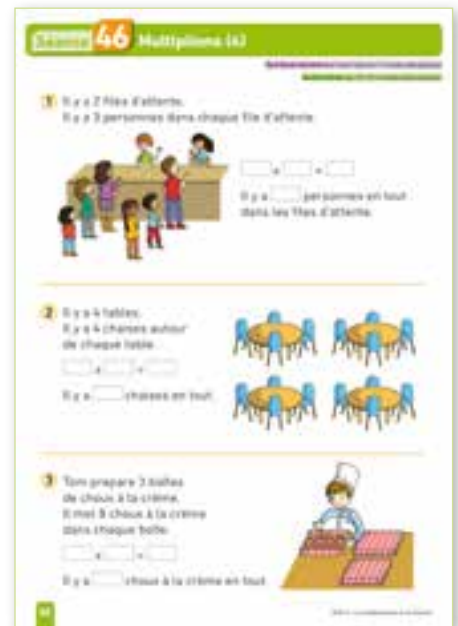 Séance 46 Multiplions (4)
1 Il y a 2 files d'attente.
Il y a 3 personnes dans chaque file d'attente.
x =
Il y a personnes en tout
dans les files d'attente.
2 Il y a 4 tables.
Il y a 4 chaises autour
de chaque table.
x =
Il y a chaises en tout.
3 Tom prépare 3 boîtes
de choux à la crème.
Il met 8 choux à la crème
dans chaque boîte.
x =
Il y a choux à la crème en tout.